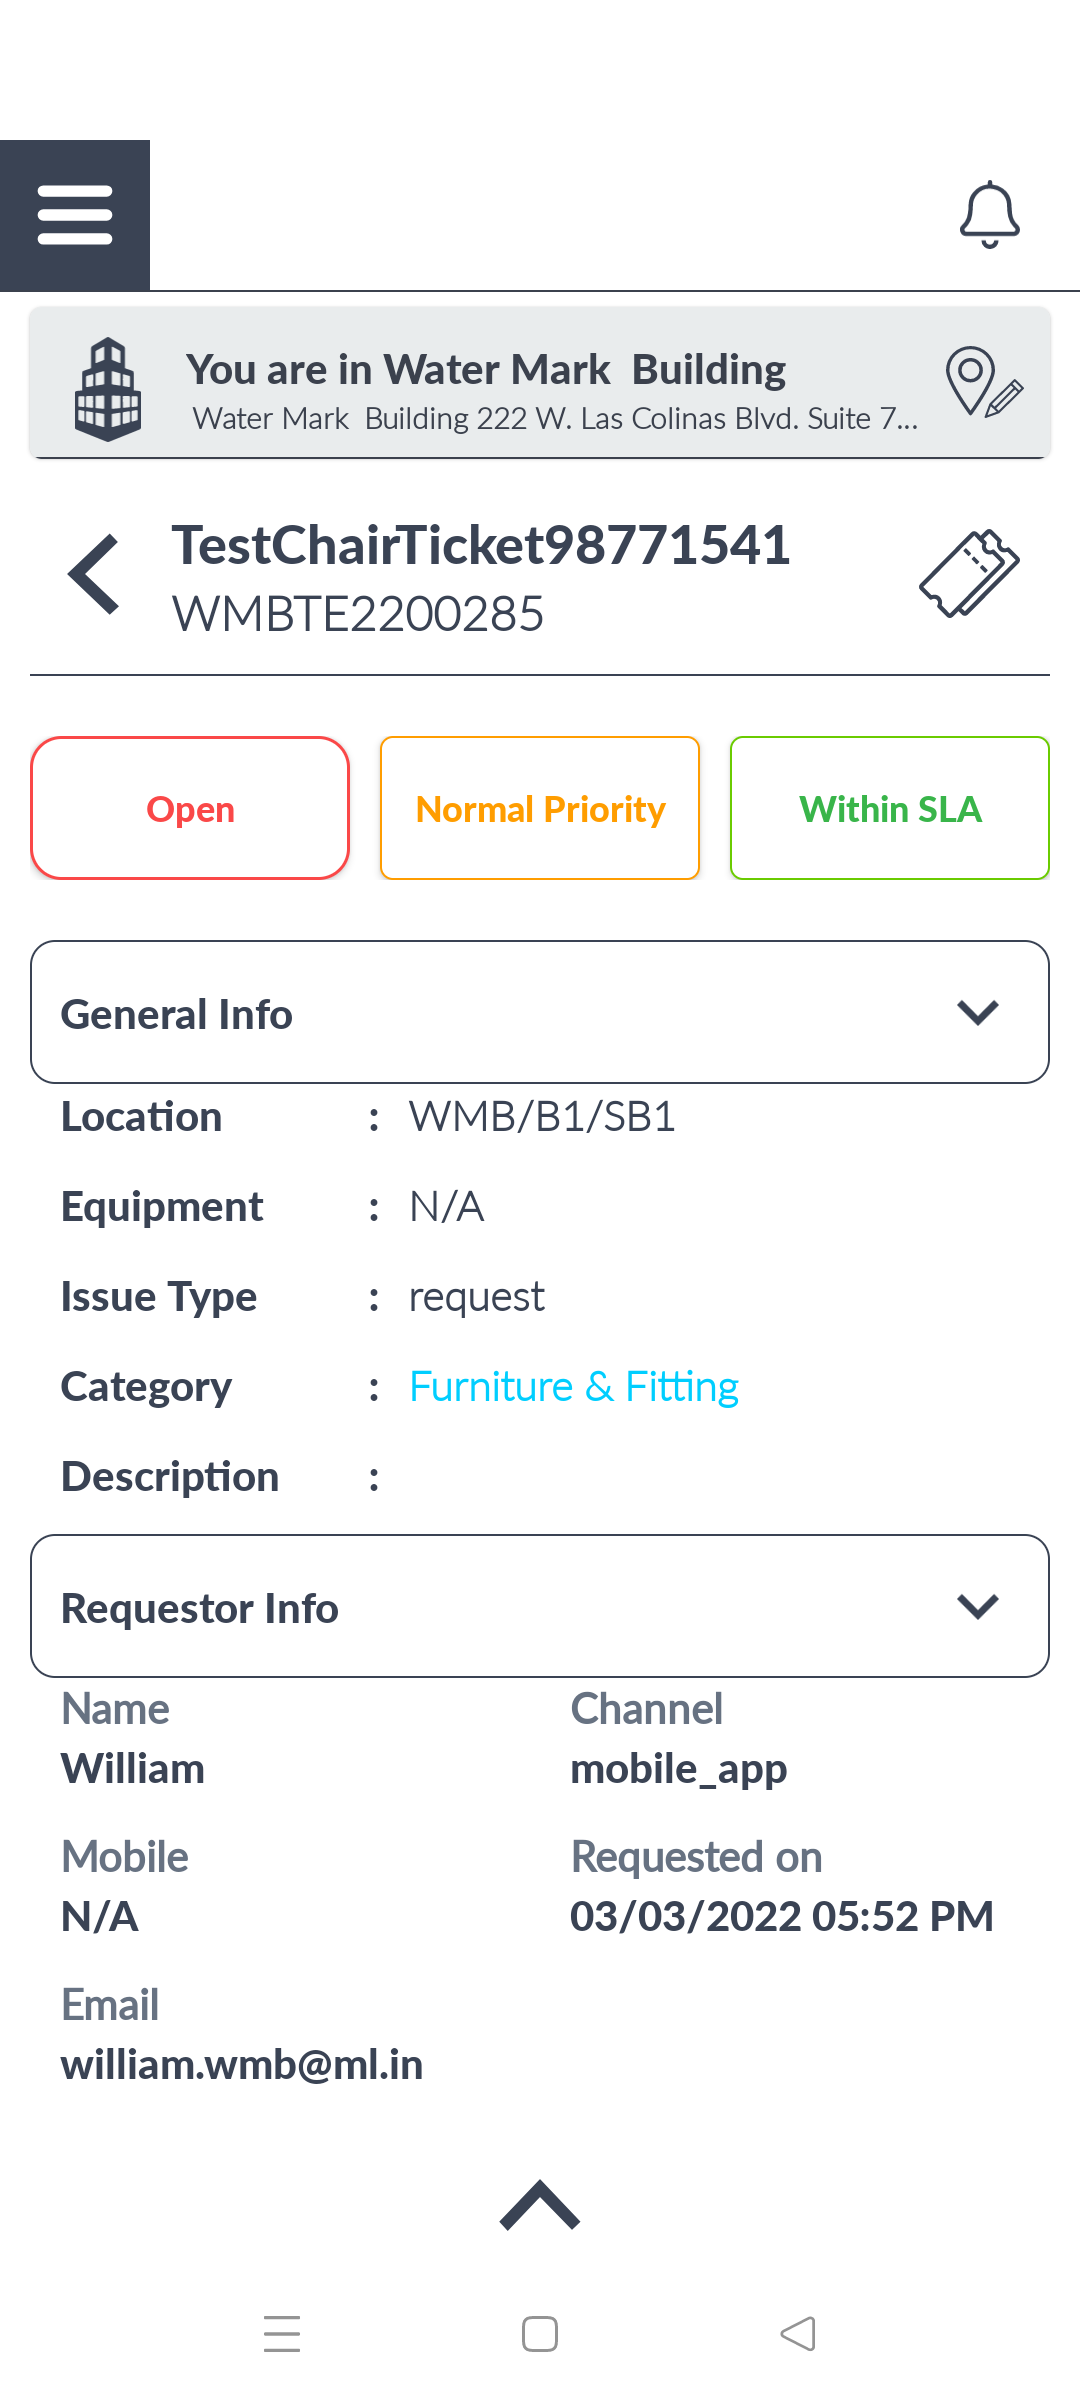 You are in Water Mark  Building
Water Mark  Building 222 W. Las Colinas Blvd. Suite 7...
TestChairTicket98771541
WMBTE2200285
Open
Normal Priority
Within SLA
General Info
Location : WMB/B1/SB1
Equipment : N/A
Issue Type : request
Category : Furniture & Fitting
Description :
Requestor Info
Name Channel
William mobile_app
Mobile Requested on
N/A 03/03/2022 05:52 PM
Email
william.wmb@ml.in